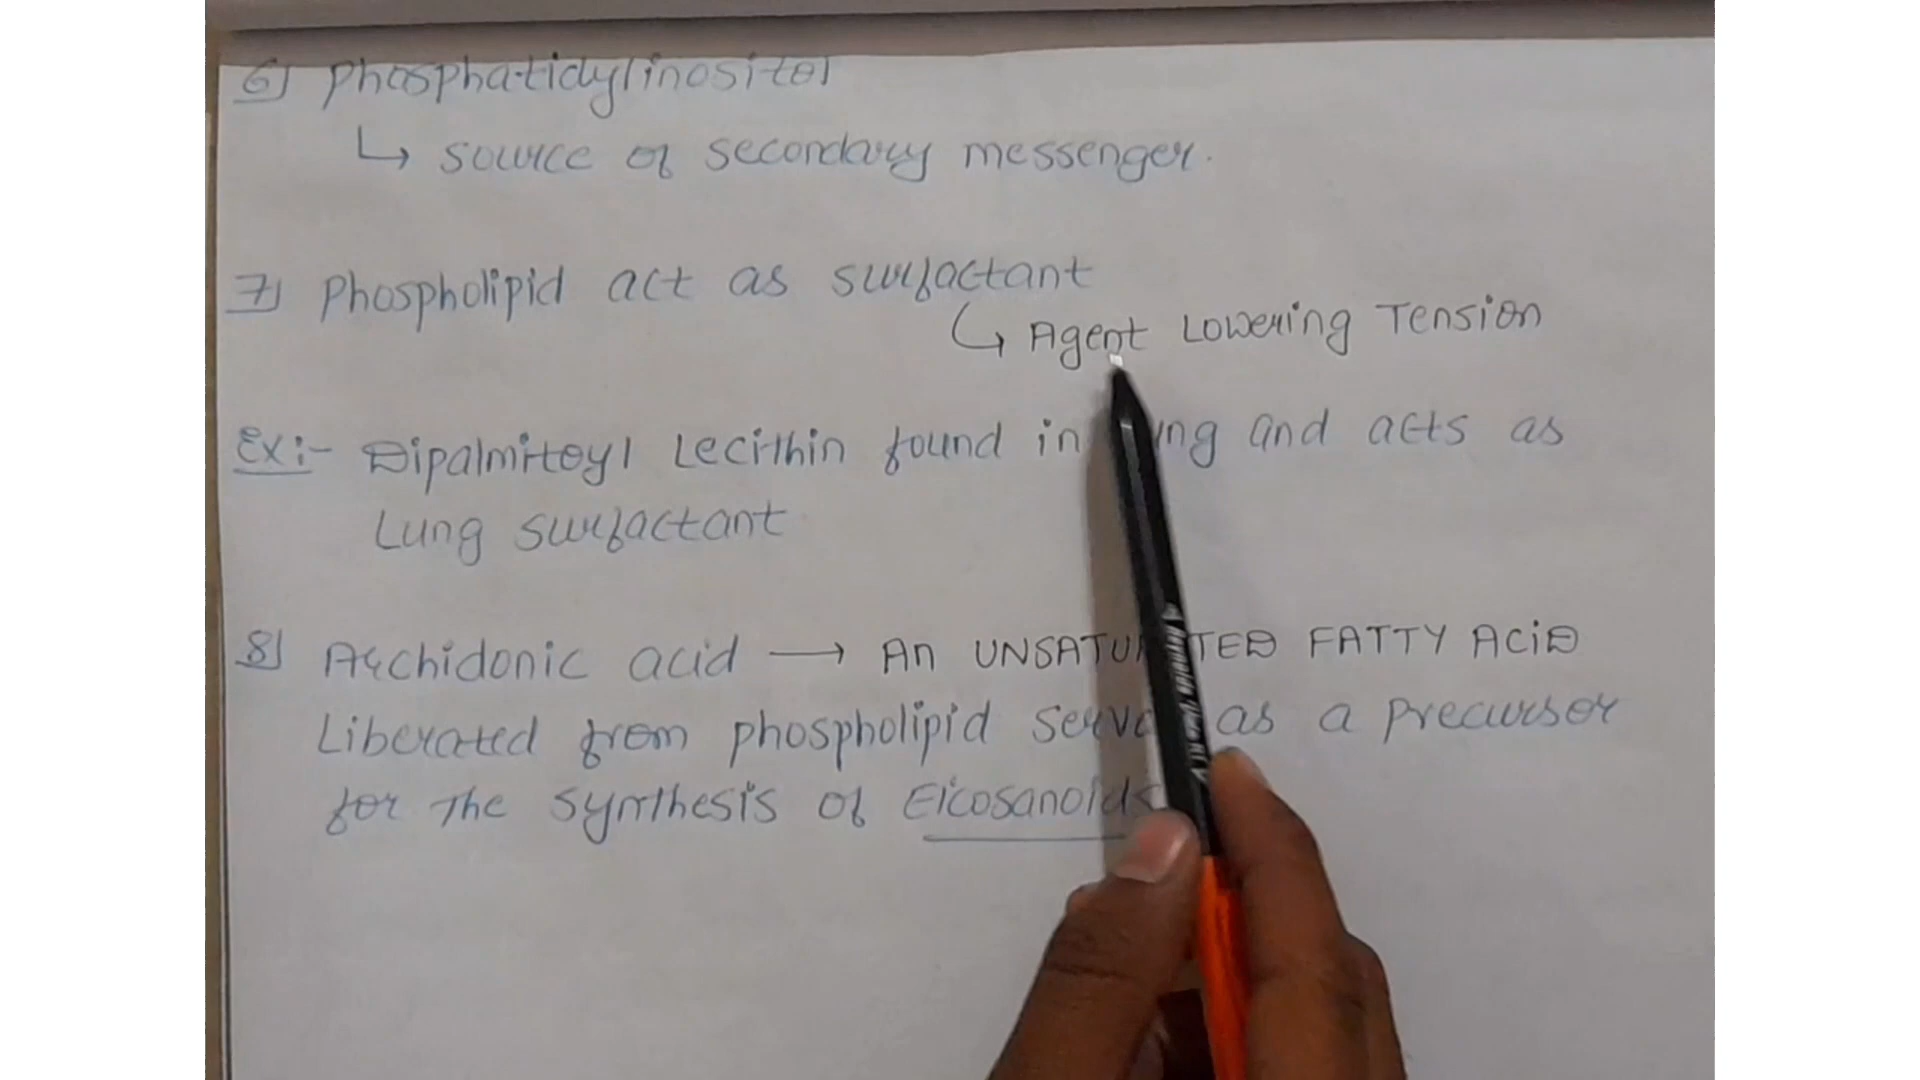 6) Phosphatidylinositol
↳ source of secondary messenger.
7) Phospholipid act as surfactant
↳ Agent Lowering Tension
Ex:- Dipalmitoyl Lecithin found in and acts as
Lung surfactant
8) Archidonic acid → An FATTY ACiD
Liberated from phospholipid as a precursor
for The synthesis of Eicosanoids